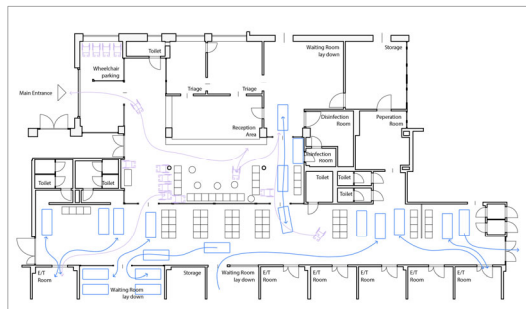 Waiting Room
lay down
Storage
Toilet
Wheelchair
parking
Main Entrance
Triage
Triage
Reception
Area
Disinfection
Room
Pepvration
Room
Disinfection
Room
Toilet
Toilet
Toilet
Toilet
Toilet
Toilet
E/T
Room
Waiting Room
lay down
Storage
Waiting Room
lay down
E/T
Room
E/T
Room
E/T
Room
E/T
Room
E/T
Room